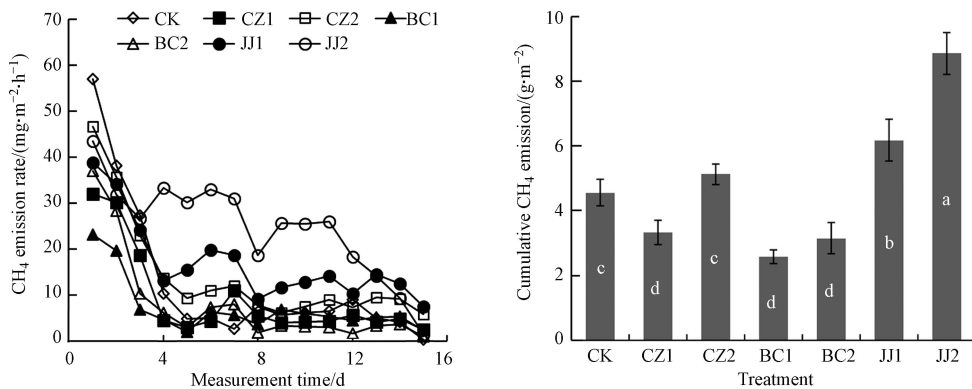 CK CZ1 CZ2 BC1
BC2 JJ1 JJ2
CH₄ emission rate/(mg·m⁻²·h⁻¹)
70
60
50
40
30
20
10
0
0 4 8 12 16
Measurement time/d
Cumulative CH₄ emission/(g·m⁻²)
10
8
6
4
2
0
c d c d d b a
CK CZ1 CZ2 BC1 BC2 JJ1 JJ2
Treatment